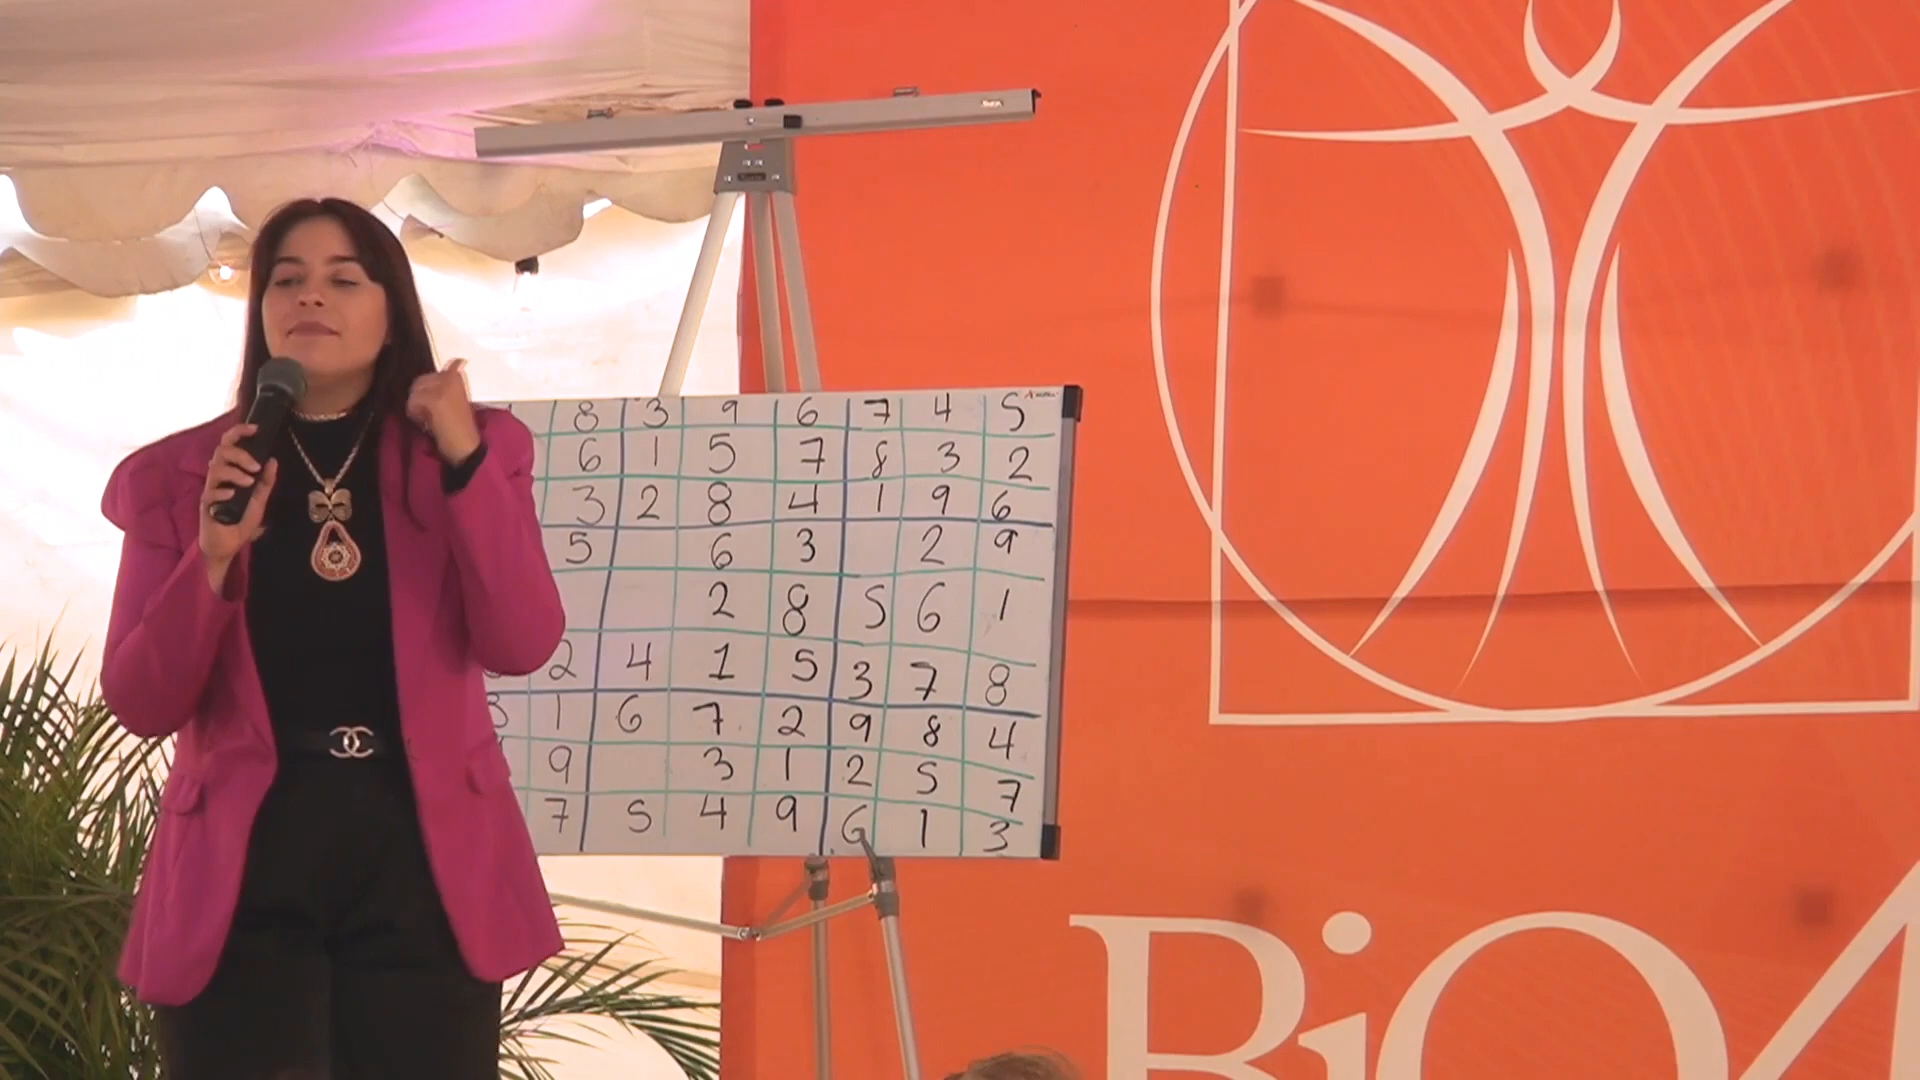 8 3 9 6 7 4 5
6 1 5 7 8 3 2
3 2 8 4 1 9 6
5 6 3 2 9
2 8 5 6 1
2 4 1 5 3 7 8
3 1 6 7 2 9 8 4
9 3 1 2 5 7
7 5 4 9 6 1 3
BiO4